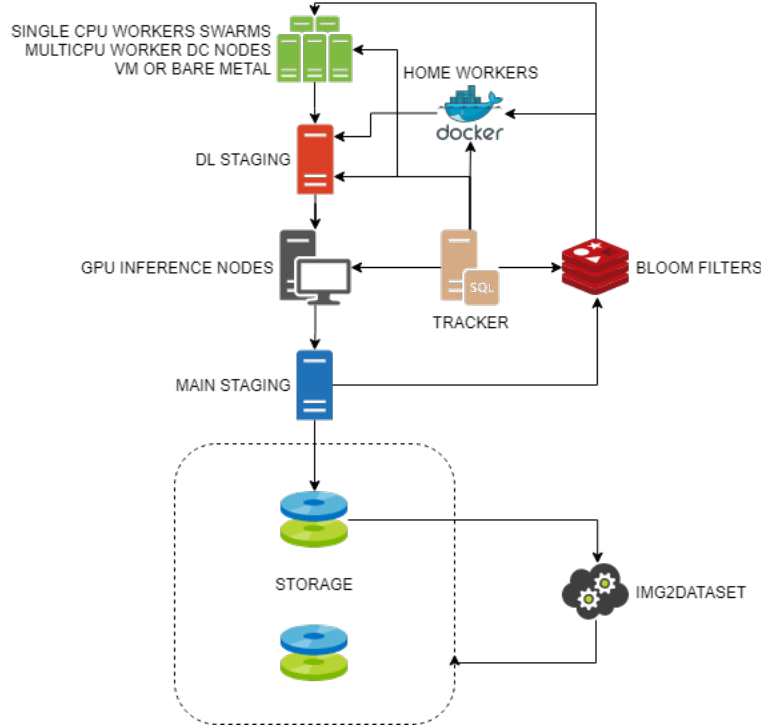 SINGLE CPU WORKERS SWARMS
MULTICPU WORKER DC NODES
VM OR BARE METAL
HOME WORKERS
docker
DL STAGING
GPU INFERENCE NODES
SQL
TRACKER
BLOOM FILTERS
MAIN STAGING
STORAGE
IMG2DATASET